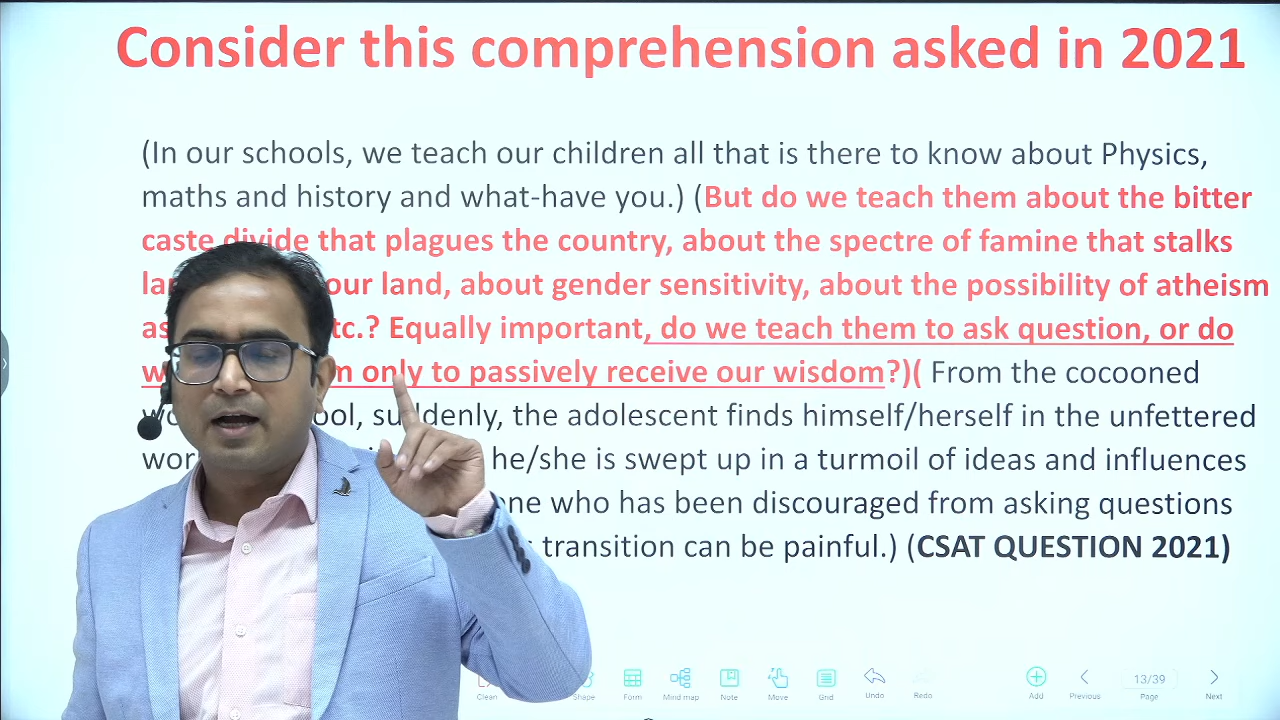 Consider this comprehension asked in 2021
(In our schools, we teach our children all that is there to know about Physics,
maths and history and what-have you.) (But do we teach them about the bitter
caste divide that plagues the country, about the spectre of famine that stalks
our land, about gender sensitivity, about the possibility of atheism
as tc.? Equally important, do we teach them to ask question, or do
only to passively receive our wisdom?)( From the cocooned
suddenly, the adolescent finds himself/herself in the unfettered
he/she is swept up in a turmoil of ideas and influences
who has been discouraged from asking questions
transition can be painful.) (CSAT QUESTION 2021)
Clean Shape Form Mind map Note Move Grid Undo Redo Add Previous 13/39 Page Next